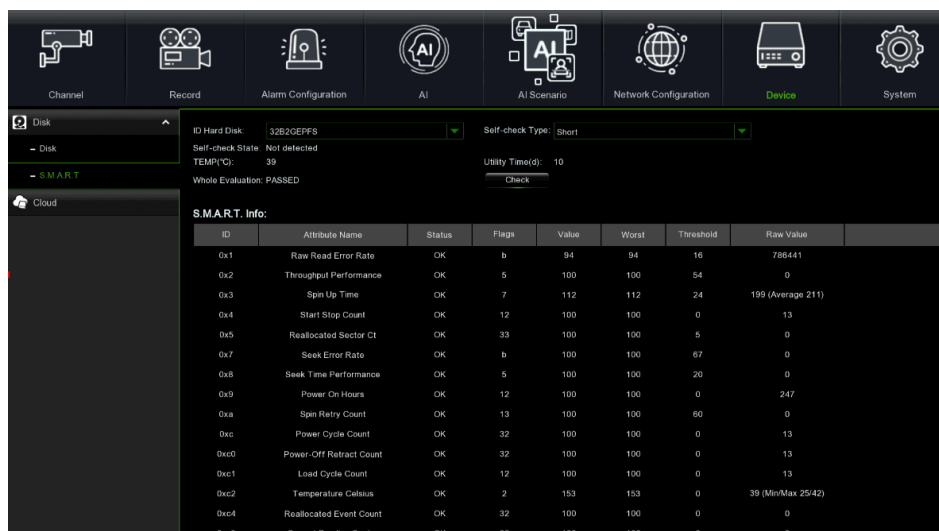 AI
AI
Channel
Record
Alarm Configuration
AI
AI Scenario
Network Configuration
Device
System
Disk
Disk
S.M.A.R.T
Cloud
ID Hard Disk: 32B2GEPFS Self-check Type: Short
Self-check State: Not detected
TEMP(℃): 39 Utility Time(d): 10
Whole Evaluation: PASSED Check
S.M.A.R.T. Info:
ID Attribute Name Status Flags Value Worst Threshold Raw Value
0x1 Raw Read Error Rate OK b 94 94 16 786441
0x2 Throughput Performance OK 5 100 100 54 0
0x3 Spin Up Time OK 7 112 112 24 199 (Average 211)
0x4 Start Stop Count OK 12 100 100 0 13
0x5 Reallocated Sector Ct OK 33 100 100 5 0
0x7 Seek Error Rate OK b 100 100 67 0
0x8 Seek Time Performance OK 5 100 100 20 0
0x9 Power On Hours OK 12 100 100 0 247
0xa Spin Retry Count OK 13 100 100 60 0
0xc Power Cycle Count OK 32 100 100 0 13
0xc0 Power-Off Retract Count OK 32 100 100 0 13
0xc1 Load Cycle Count OK 12 100 100 0 13
0xc2 Temperature Celsius OK 2 153 153 0 39 (Min/Max 25/42)
0xc4 Reallocated Event Count OK 32 100 100 0 0